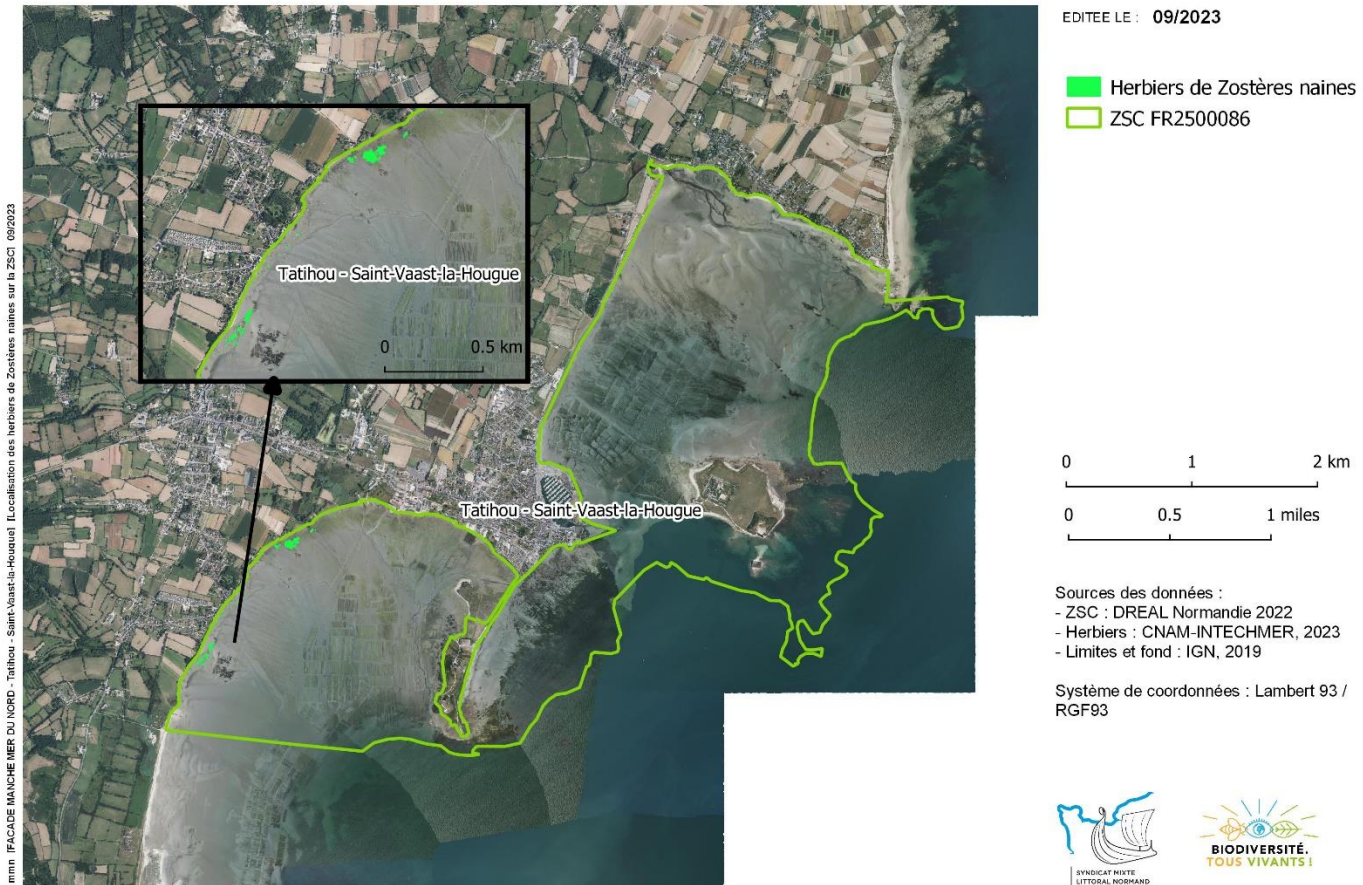 EDITEE LE : 09/2023
Herbiers de Zostères naines
ZSC FR2500086
Tatihou - Saint-Vaast-la-Hougue
0 0.5 km
Tatihou - Saint-Vaast-la-Hougue
0 1 2 km
0 0.5 1 miles
Sources des données :
- ZSC : DREAL Normandie 2022
- Herbiers : CNAM-INTECHMER, 2023
- Limites et fond : IGN, 2019
Système de coordonnées : Lambert 93 /
RGF93
SYNDICAT MIXTE
LITTORAL NORMAND
BIODIVERSITÉ.
TOUS VIVANTS !
mmn [FACADE MANCHE MER DU NORD - Tatihou - Saint-Vaast-la-Hougue] [Localisation des herbiers de Zostères naines sur la ZSC] 09/2023